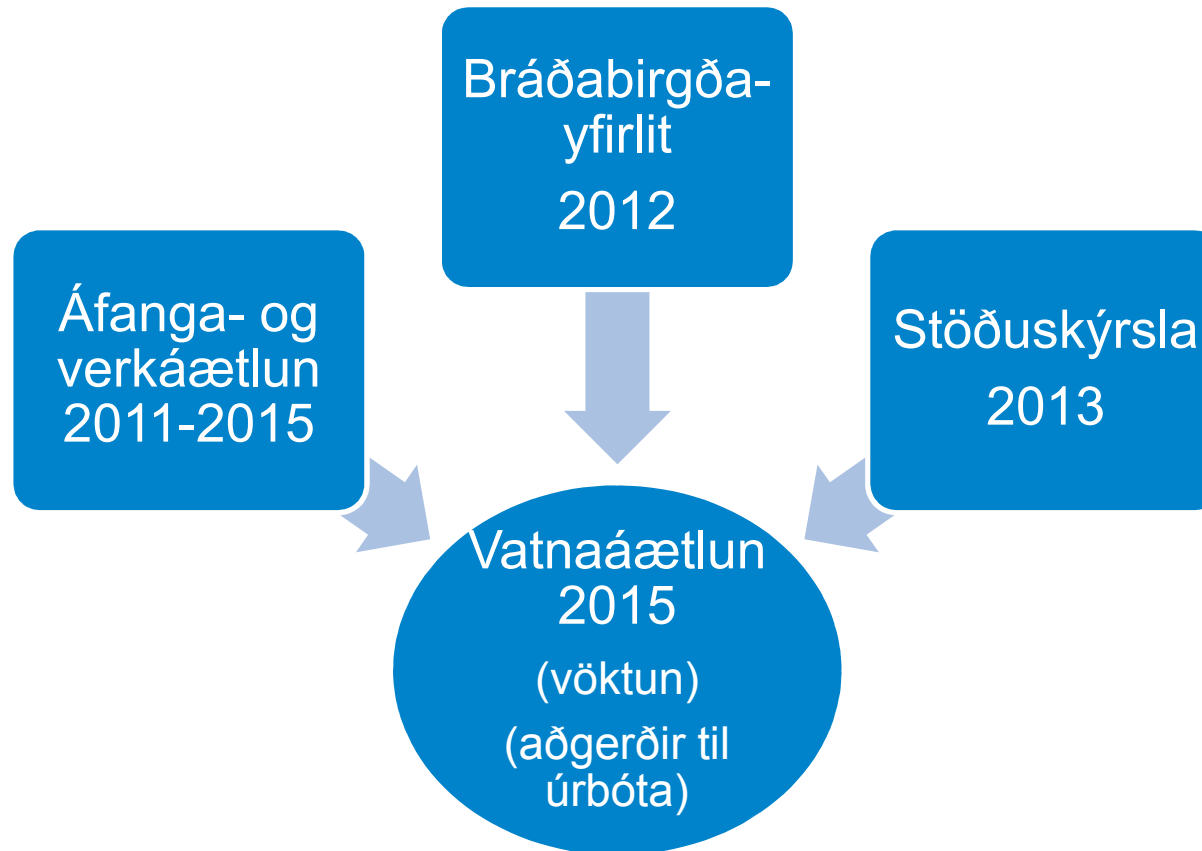 Bráðabirgða-
yfirlit
2012
Áfanga- og
verkáætlun
2011-2015
Stöðuskýrsla
2013
Vatnaáætlun
2015
(vöktun)
(aðgerðir til
úrbóta)